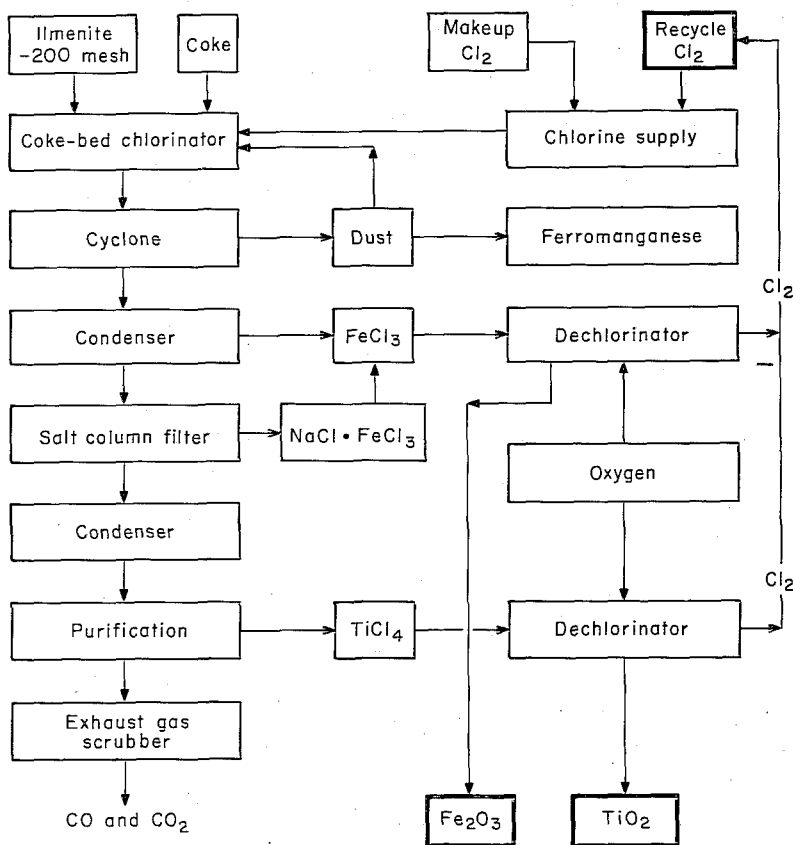 Ilmenite
-200 mesh
Coke
Makeup
Cl2
Recycle
Cl2
Coke-bed chlorinator
Chlorine supply
Cyclone
Dust
Ferromanganese
Cl2
Condenser
FeCl3
Dechlorinator
Salt column filter
NaCl • FeCl3
Oxygen
Condenser
Cl2
Purification
TiCl4
Dechlorinator
Exhaust gas
scrubber
CO and CO2
Fe2O3
TiO2